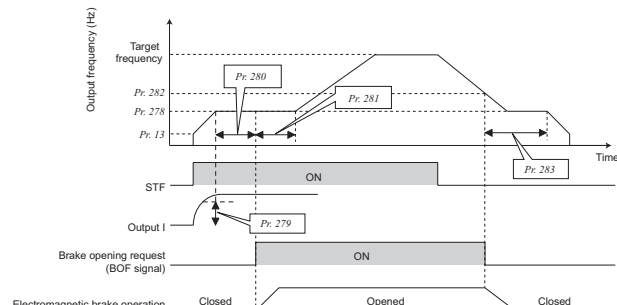 Output frequency (Hz)
Target
frequency
Pr. 280
Pr. 282
Pr. 281
Pr. 278
Pr. 13
Time
Pr. 283
STF
ON
Output I
Pr. 279
Brake opening request
(BOF signal)
ON
Electromagnetic brake operation
Closed
Opened
Closed